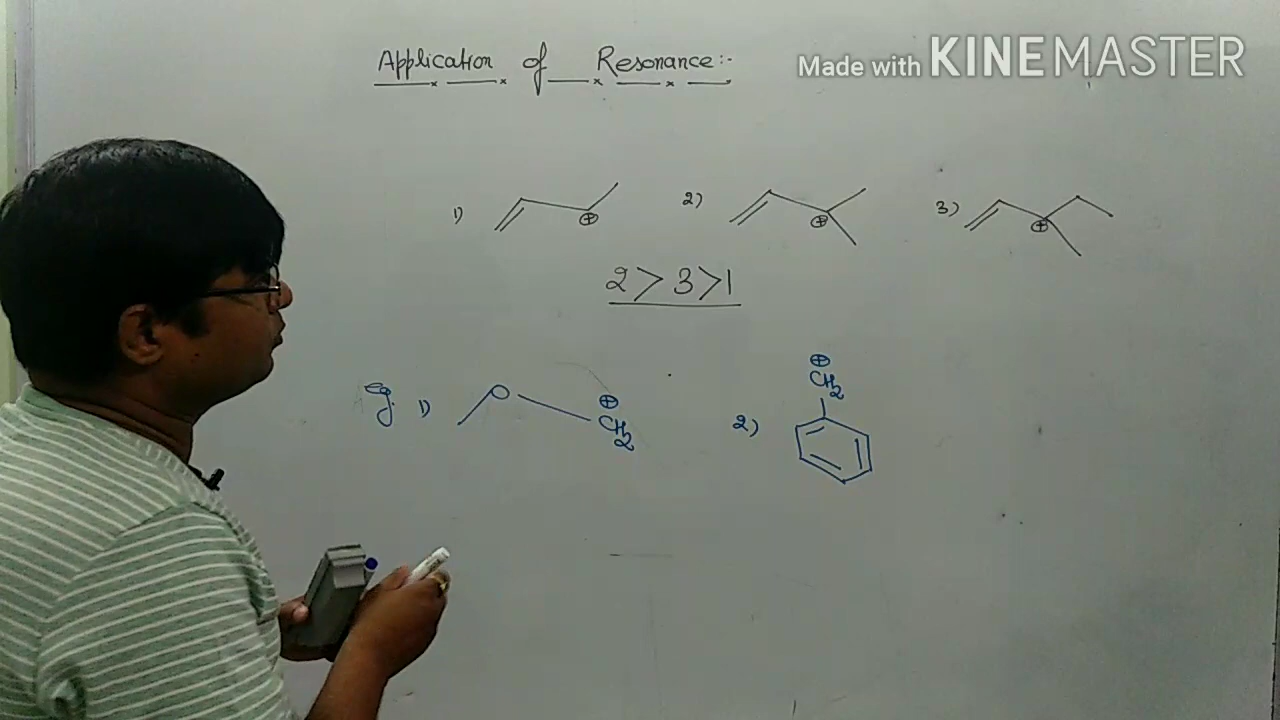 Application of Resonance:-
Made with KINEMASTER
1) ⊕ 2) ⊕ 3) ⊕
2 > 3 > 1
Eg. 1) O ⊕ CH2 2) ⊕ CH2